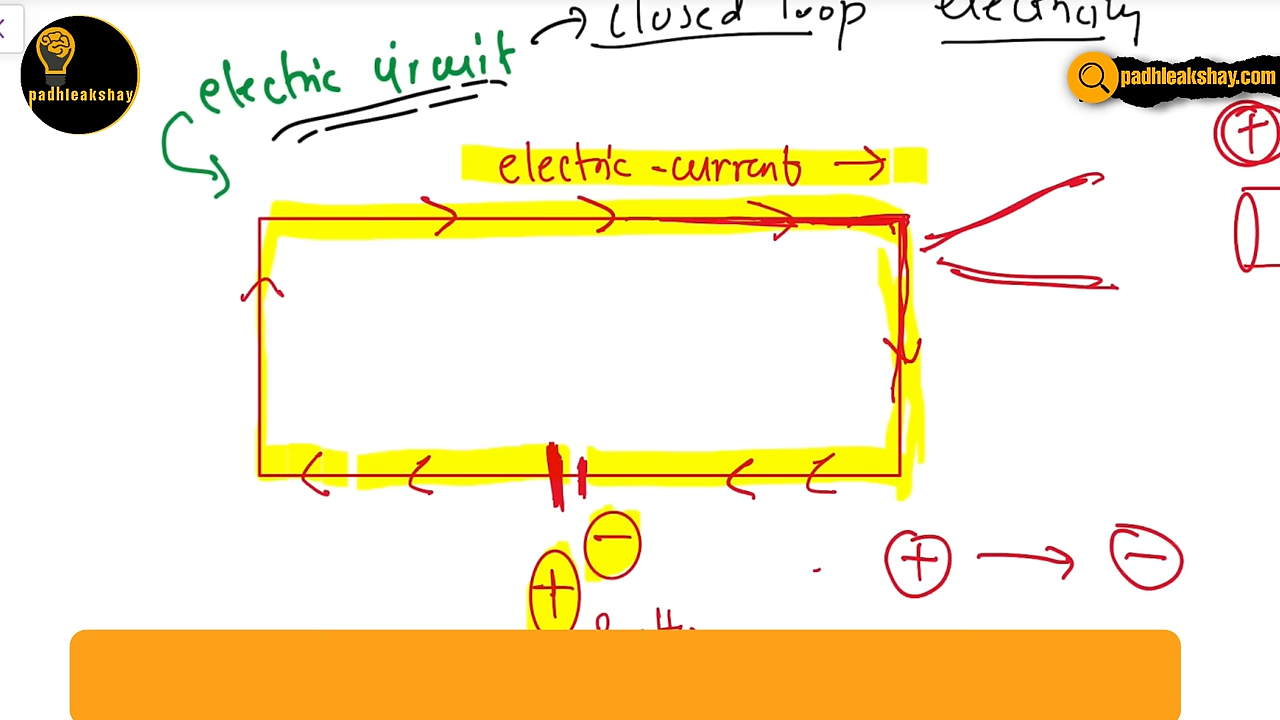 closed loop electricity
electric circuit
padhleakshay
padhleakshay.com
+
electric-current →
−
+
+ → −